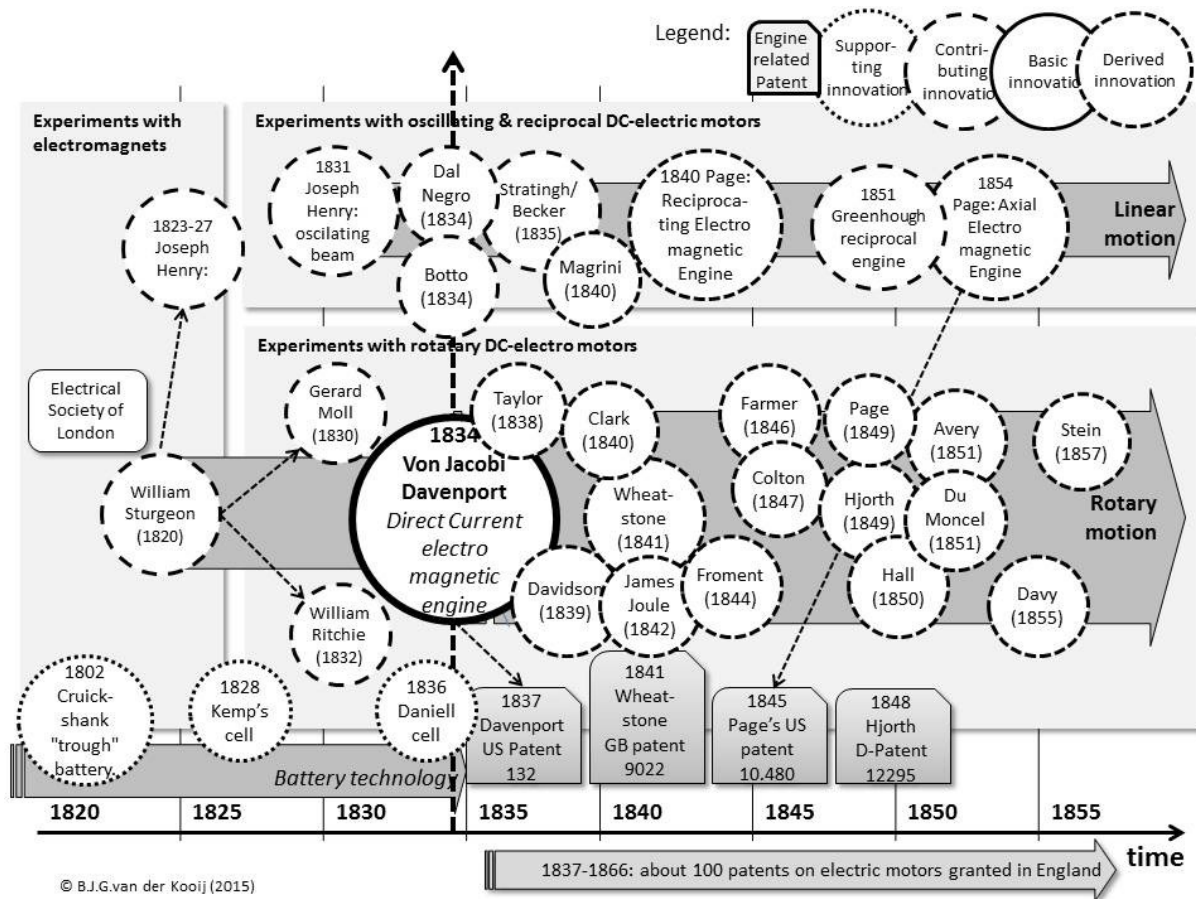 Legend:
Engine
related
Patent
Suppor-
ting
innovation
Contri-
buting
innovatio
Basic
innovatio
Derived
innovation
Experiments with
electromagnets
1823-27
Joseph
Henry:
Electrical
Society of
London
William
Sturgeon
(1820)
Experiments with oscillating & reciprocal DC-electric motors
1831
Joseph
Henry:
oscilating
beam
Dal
Negro
(1834)
Botto
(1834)
Stratingh/
Becker
(1835)
Magrini
(1840)
1840 Page:
Reciproca-
ting Electro
magnetic
Engine
1851
Greenhough
reciprocal
engine
1854
Page: Axial
Electro
magnetic
Engine
Linear
motion
Experiments with rotatary DC-electro motors
Gerard
Moll
(1830)
William
Ritchie
(1832)
1834
Von Jacobi
Davenport
Direct Current
electro
magnetic
engine
Taylor
(1838)
Clark
(1840)
Wheat-
stone
(1841)
Davidson
(1839)
James
Joule
(1842)
Froment
(1844)
Farmer
(1846)
Colton
(1847)
Page
(1849)
Hjorth
(1849)
Hall
(1850)
Avery
(1851)
Du
Moncel
(1851)
Stein
(1857)
Davy
(1855)
Rotary
motion
1802
Cruick-
shank
"trough"
battery
1828
Kemp's
cell
1836
Daniell
cell
Battery technology
1837
Davenport
US Patent
132
1841
Wheat-
stone
GB patent
9022
1845
Page's US
patent
10.480
1848
Hjorth
D-Patent
12295
1820 1825 1830 1835 1840 1845 1850 1855
time
1837-1866: about 100 patents on electric motors granted in England
© B.J.G.van der Kooij (2015)